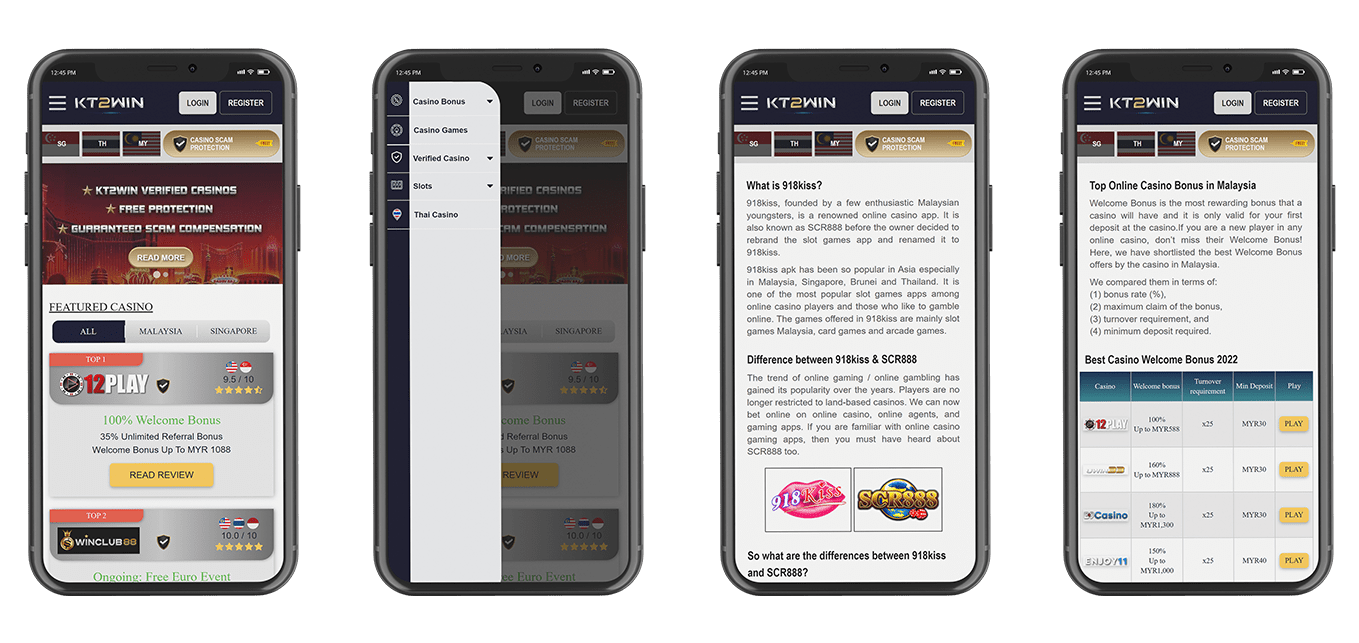 12:45 PM
KT2WIN
LOGIN
REGISTER
SG
TH
MY
CASINO SCAM
PROTECTION
FREE
KT2WIN VERIFIED CASINOS
FREE PROTECTION
GUARANTEED SCAM COMPENSATION
READ MORE
FEATURED CASINO
ALL
MALAYSIA
SINGAPORE
TOP 1
12PLAY
9.5 / 10
100% Welcome Bonus
35% Unlimited Referral Bonus
Welcome Bonus Up To MYR 1088
READ REVIEW
TOP 2
WINCLUB88
10.0 / 10
Ongoing: Free Euro Event
12:45 PM
LOGIN
REGISTER
Casino Bonus
Casino Games
Verified Casino
Slots
Thai Casino
TH
MY
CASINO SCAM
PROTECTION
FREE
RIFIED CASINOS
OTECTION
AM COMPENSATION
MORE
AYSIA
SINGAPORE
9.5 / 10
come Bonus
d Referral Bonus
s Up To MYR 1088
REVIEW
10.0 / 10
ee Euro Event
12:45 PM
KT2WIN
LOGIN
REGISTER
SG
TH
MY
CASINO SCAM
PROTECTION
FREE
What is 918kiss?
918kiss, founded by a few enthusiastic Malaysian
youngsters, is a renowned online casino app. It is
also known as SCR888 before the owner decided to
rebrand the slot games app and renamed it to
918kiss.
918kiss apk has been so popular in Asia especially
in Malaysia, Singapore, Brunei and Thailand. It is
one of the most popular slot games apps among
online casino players and those who like to gamble
online. The games offered in 918kiss are mainly slot
games Malaysia, card games and arcade games.
Difference between 918kiss & SCR888
The trend of online gaming / online gambling has
gained its popularity over the years. Players are no
longer restricted to land-based casinos. We can now
bet online on online casino, online agents, and
gaming apps. If you are familiar with online casino
gaming apps, then you must have heard about
SCR888 too.
918Kiss
SCR888
So what are the differences between 918kiss
and SCR888?
12:45 PM
KT2WIN
LOGIN
REGISTER
SG
TH
MY
CASINO SCAM
PROTECTION
FREE
Top Online Casino Bonus in Malaysia
Welcome Bonus is the most rewarding bonus that a
casino will have and it is only valid for your first
deposit at the casino.If you are a new player in any
online casino, don't miss their Welcome Bonus!
Here, we have shortlisted the best Welcome Bonus
offers by the casino in Malaysia.
We compared them in terms of:
(1) bonus rate (%),
(2) maximum claim of the bonus,
(3) turnover requirement, and
(4) minimum deposit required.
Best Casino Welcome Bonus 2022
Casino
Welcome bonus
Turnover
requirement
Min Deposit
Play
12PLAY
100%
Up to MYR588
x25
MYR30
PLAY
160%
Up to MYR888
x25
MYR30
PLAY
Casino
180%
Up to
MYR1,300
x25
MYR30
PLAY
ENJOY11
150%
Up to
MYR1,000
x25
MYR40
PLAY